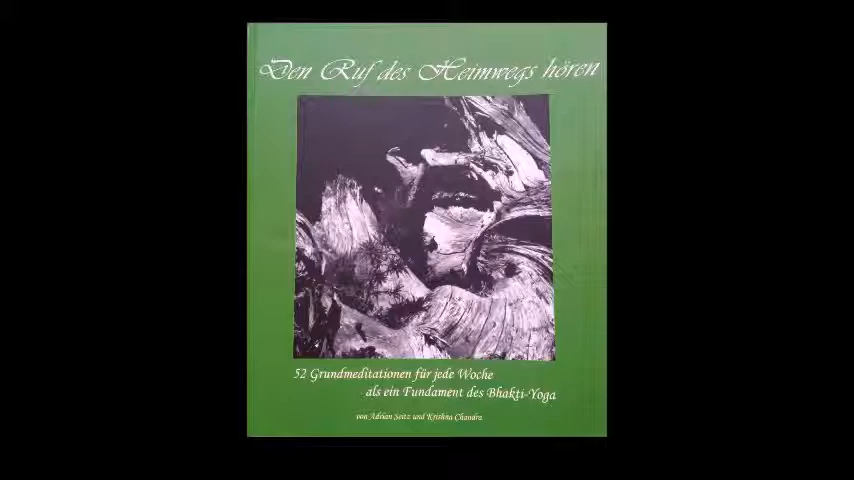 Den Ruf des Heimwegs hören
52 Grundmeditationen für jede Woche
als ein Fundament des Bhakti-Yoga
von Adrian Seitz und Krishna Chandra